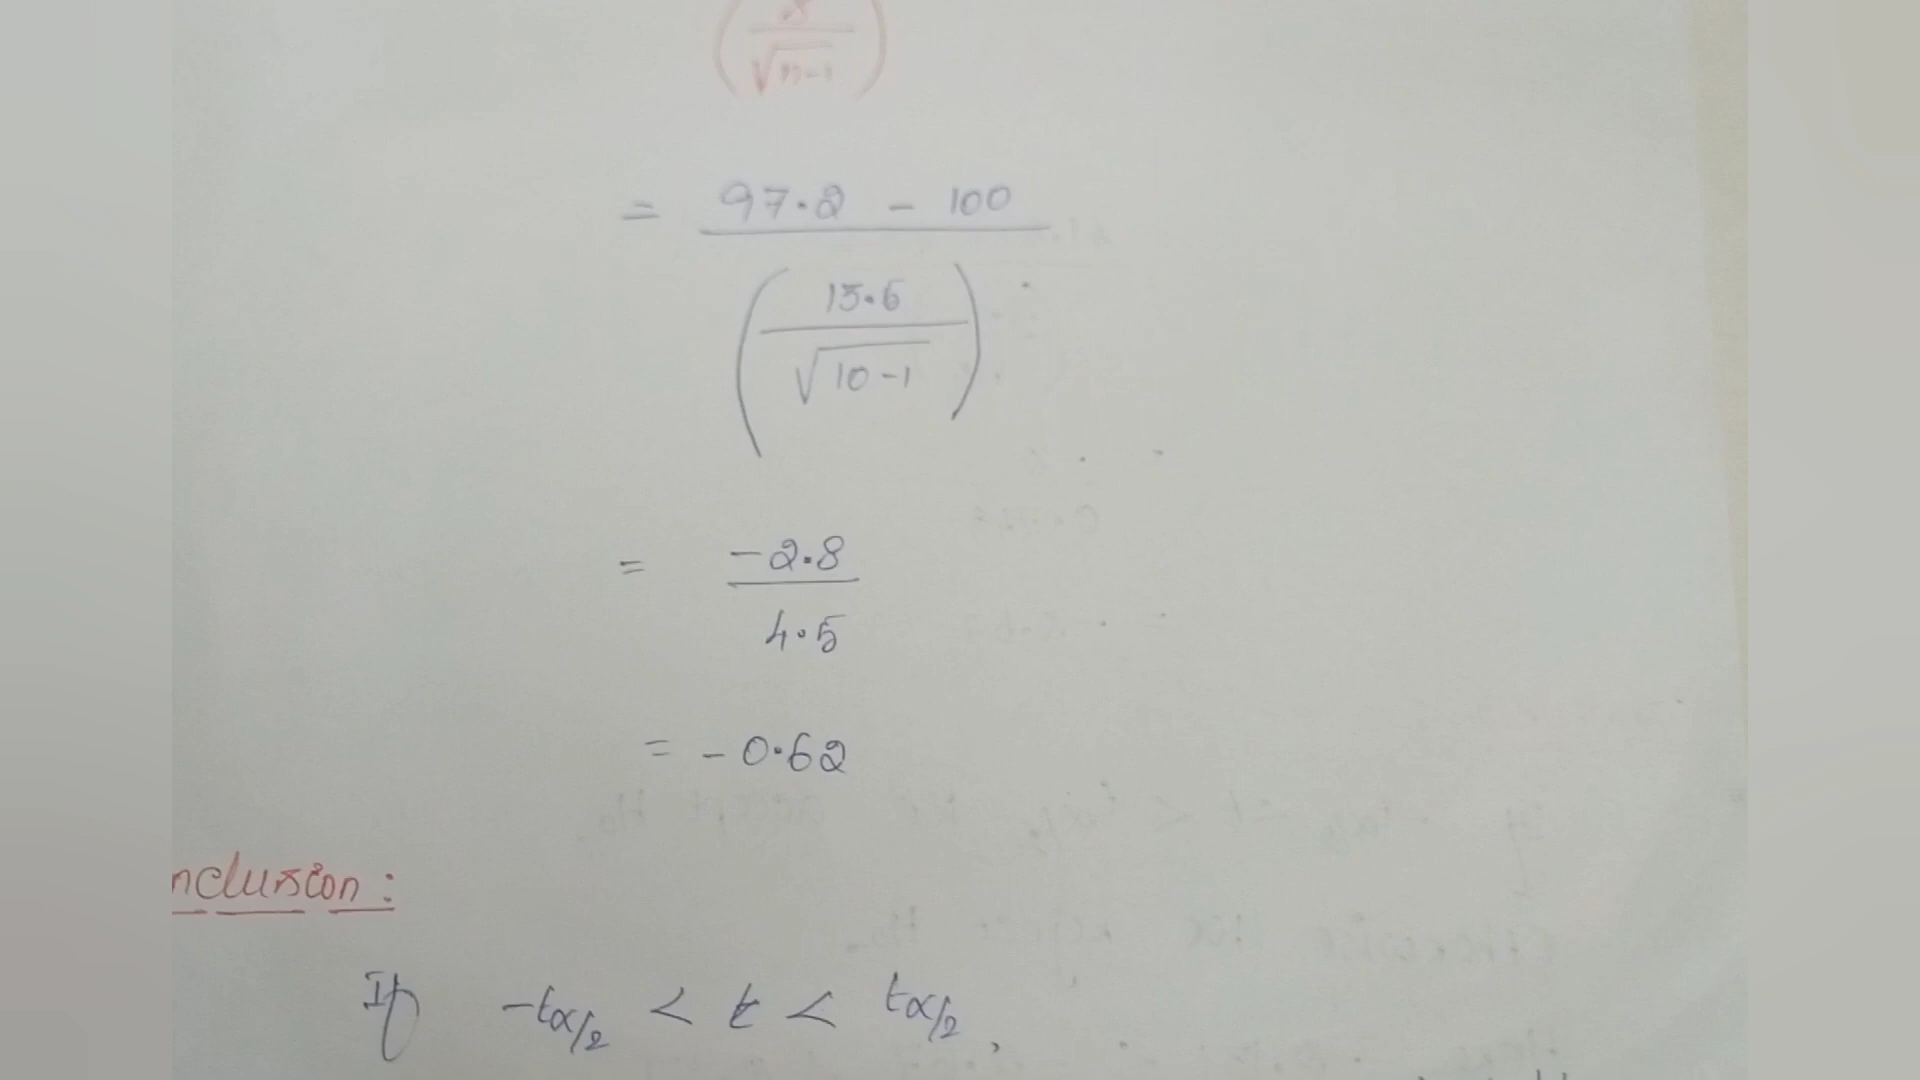 √n-1
= 97.2 - 100
( 13.6
√10-1 )
= -2.8
4.5
= -0.62
nclusion:
If -tα/2 < t < tα/2,